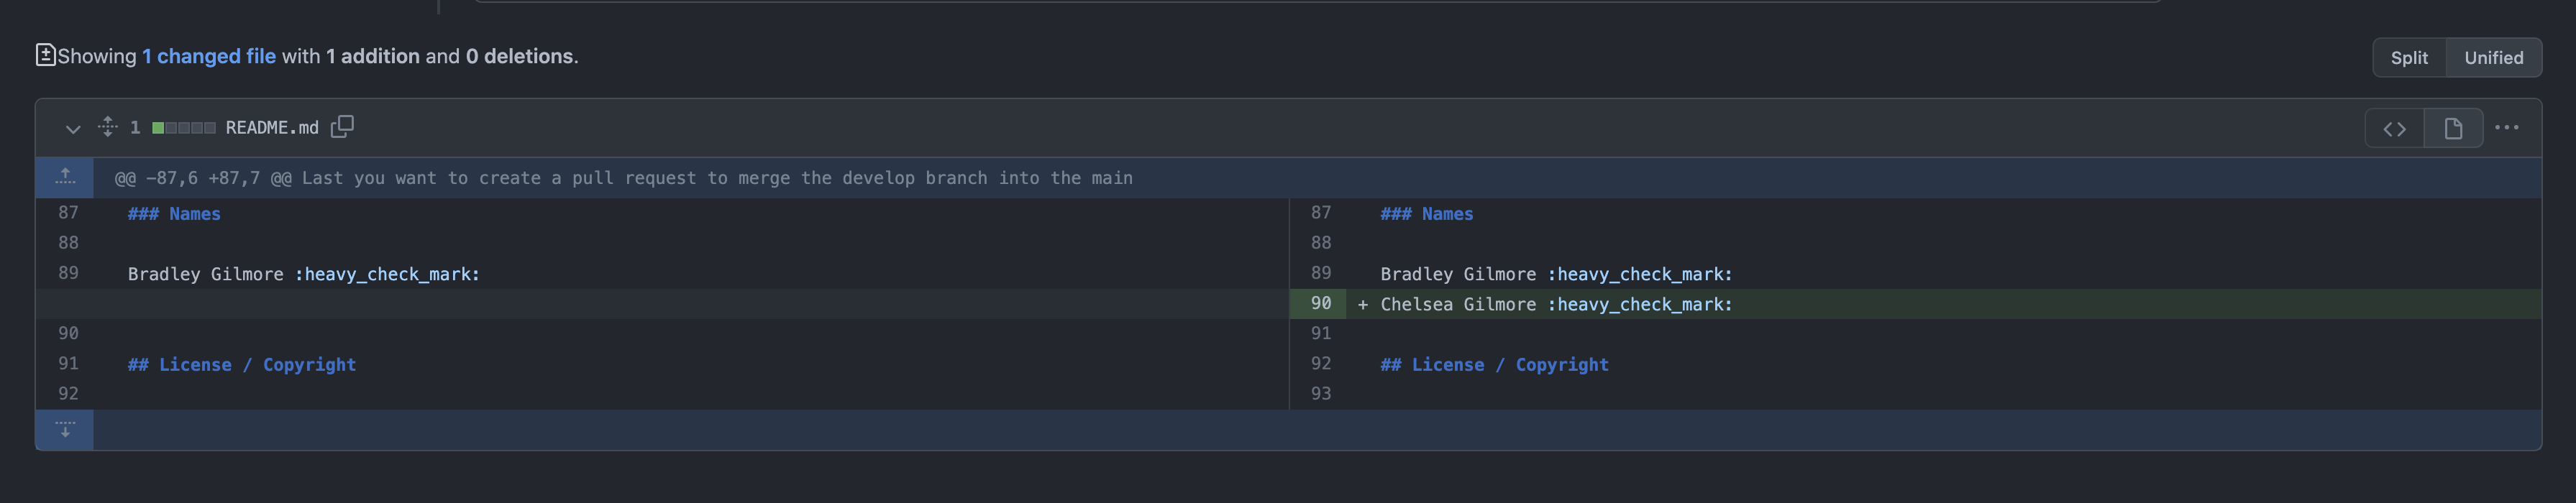 Showing 1 changed file with 1 addition and 0 deletions.
Split Unified
1 README.md
@@ -87,6 +87,7 @@ Last you want to create a pull request to merge the develop branch into the main
87 ### Names 87 ### Names
88 88
89 Bradley Gilmore :heavy_check_mark: 89 Bradley Gilmore :heavy_check_mark:
90 + Chelsea Gilmore :heavy_check_mark:
90 91
91 ## License / Copyright 92 ## License / Copyright
92 93